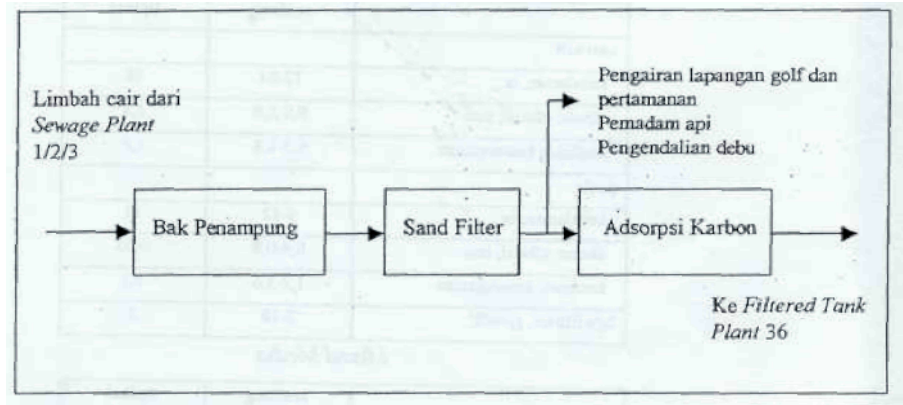 Limbah cair dari
Sewage Plant
1/2/3
Pengairan lapangan golf dan
pertamanan
Pemadam api
Pengendalian debu
Bak Penampung
Sand Filter
Adsorpsi Karbon
Ke Filtered Tank
Plant 36